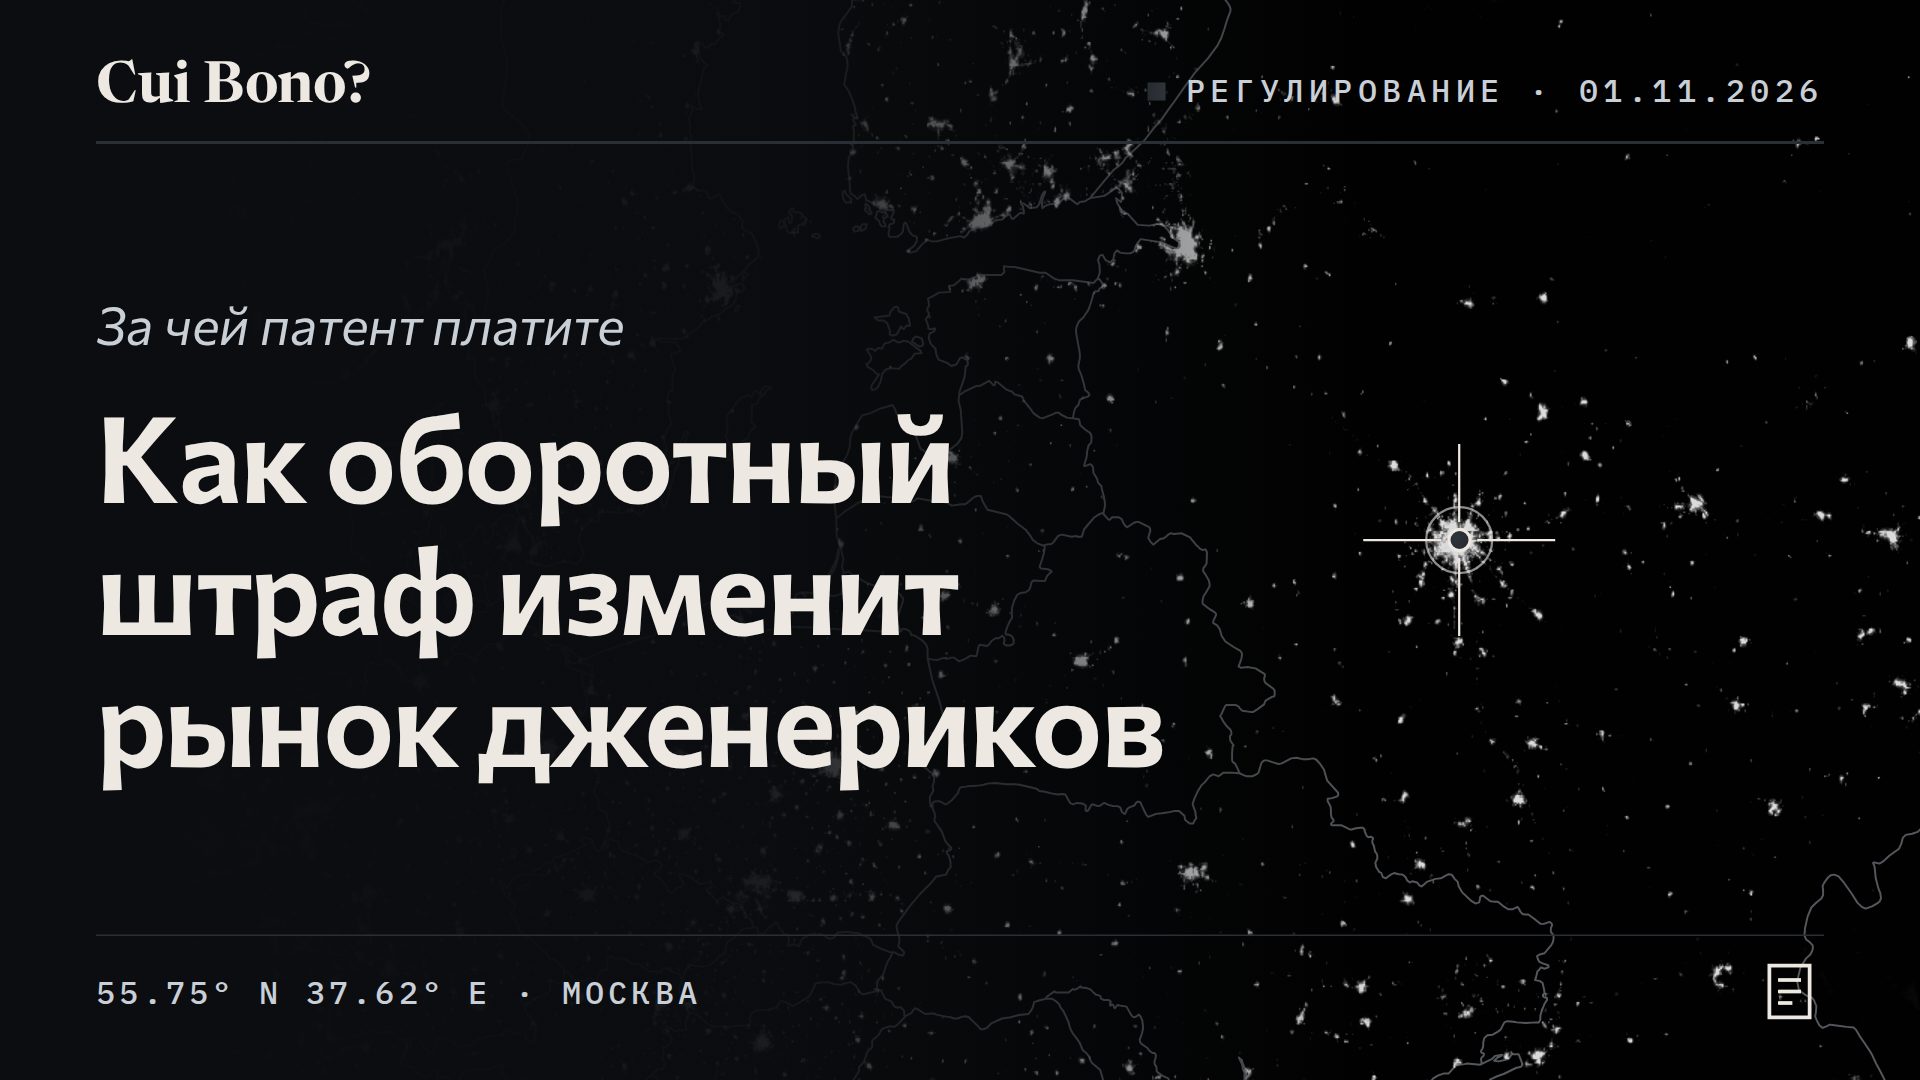 Cui Bono?
РЕГУЛИРОВАНИЕ · 01.11.2026
За чей патент платите
Как оборотный
штраф изменит
рынок дженериков
55.75° N 37.62° E · МОСКВА